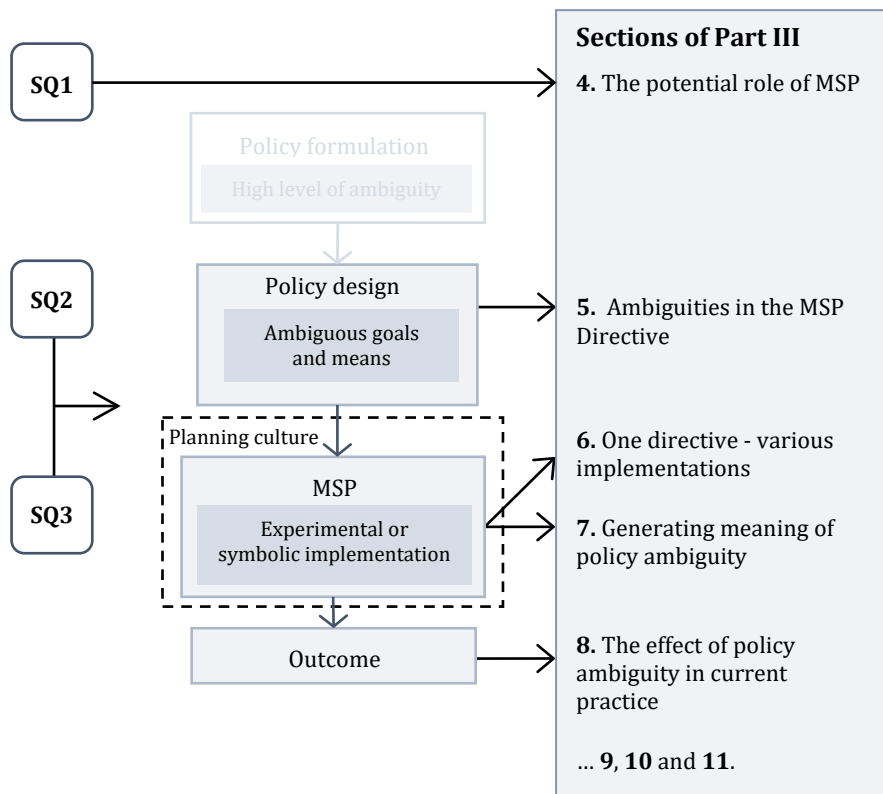 SQ1
Policy formulation
High level of ambiguity
SQ2
Policy design
Ambiguous goals
and means
Planning culture
SQ3
MSP
Experimental or
symbolic implementation
Outcome
Sections of Part III
4. The potential role of MSP
5. Ambiguities in the MSP
Directive
6. One directive - various
implementations
7. Generating meaning of
policy ambiguity
8. The effect of policy
ambiguity in current
practice
... 9, 10 and 11.